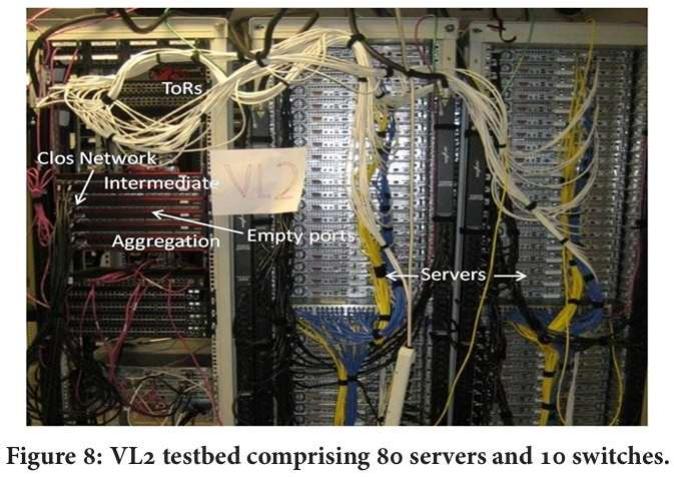 ToRs
Clos Network
Intermediate
VL2
Aggregation
Empty ports
Servers
Figure 8: VL2 testbed comprising 80 servers and 10 switches.